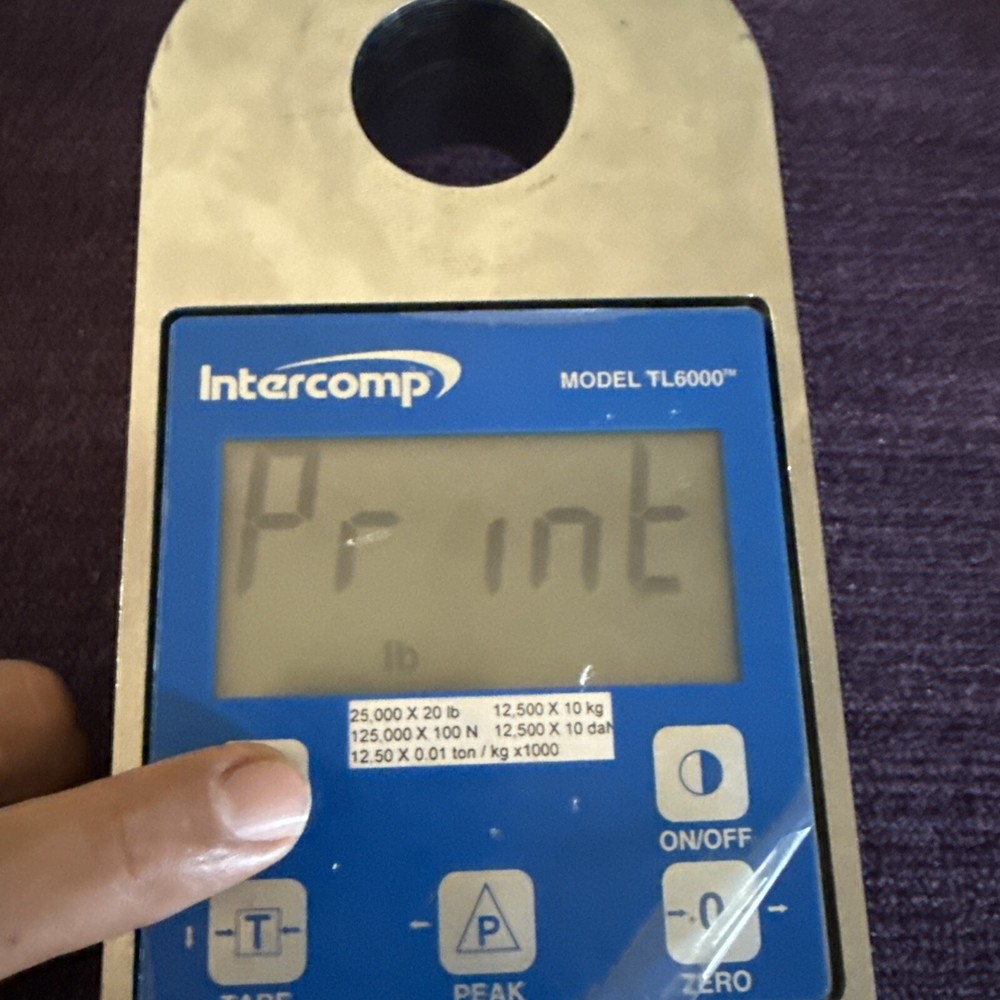 Intercomp®
MODEL TL6000™
Print
lb
25,000 X 20 lb 12,500 X 10 kg
125,000 X 100 N 12,500 X 10 daN
12.50 X 0.01 ton / kg x1000
ON/OFF
T P 0
TARE PEAK ZERO